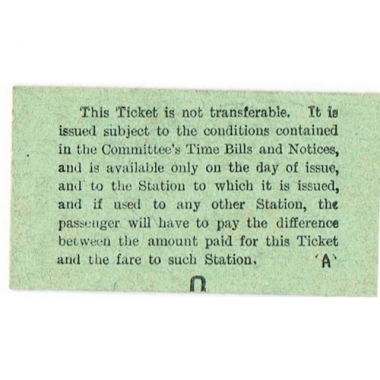 This Ticket is not transferable. It is
issued subject to the conditions contained
in the Committee's Time Bills and Notices,
and is available only on the day of issue,
and to the Station to which it is issued,
and if used to any other Station, the
passenger will have to pay the difference
between the amount paid for this Ticket
and the fare to such Station. 'A'